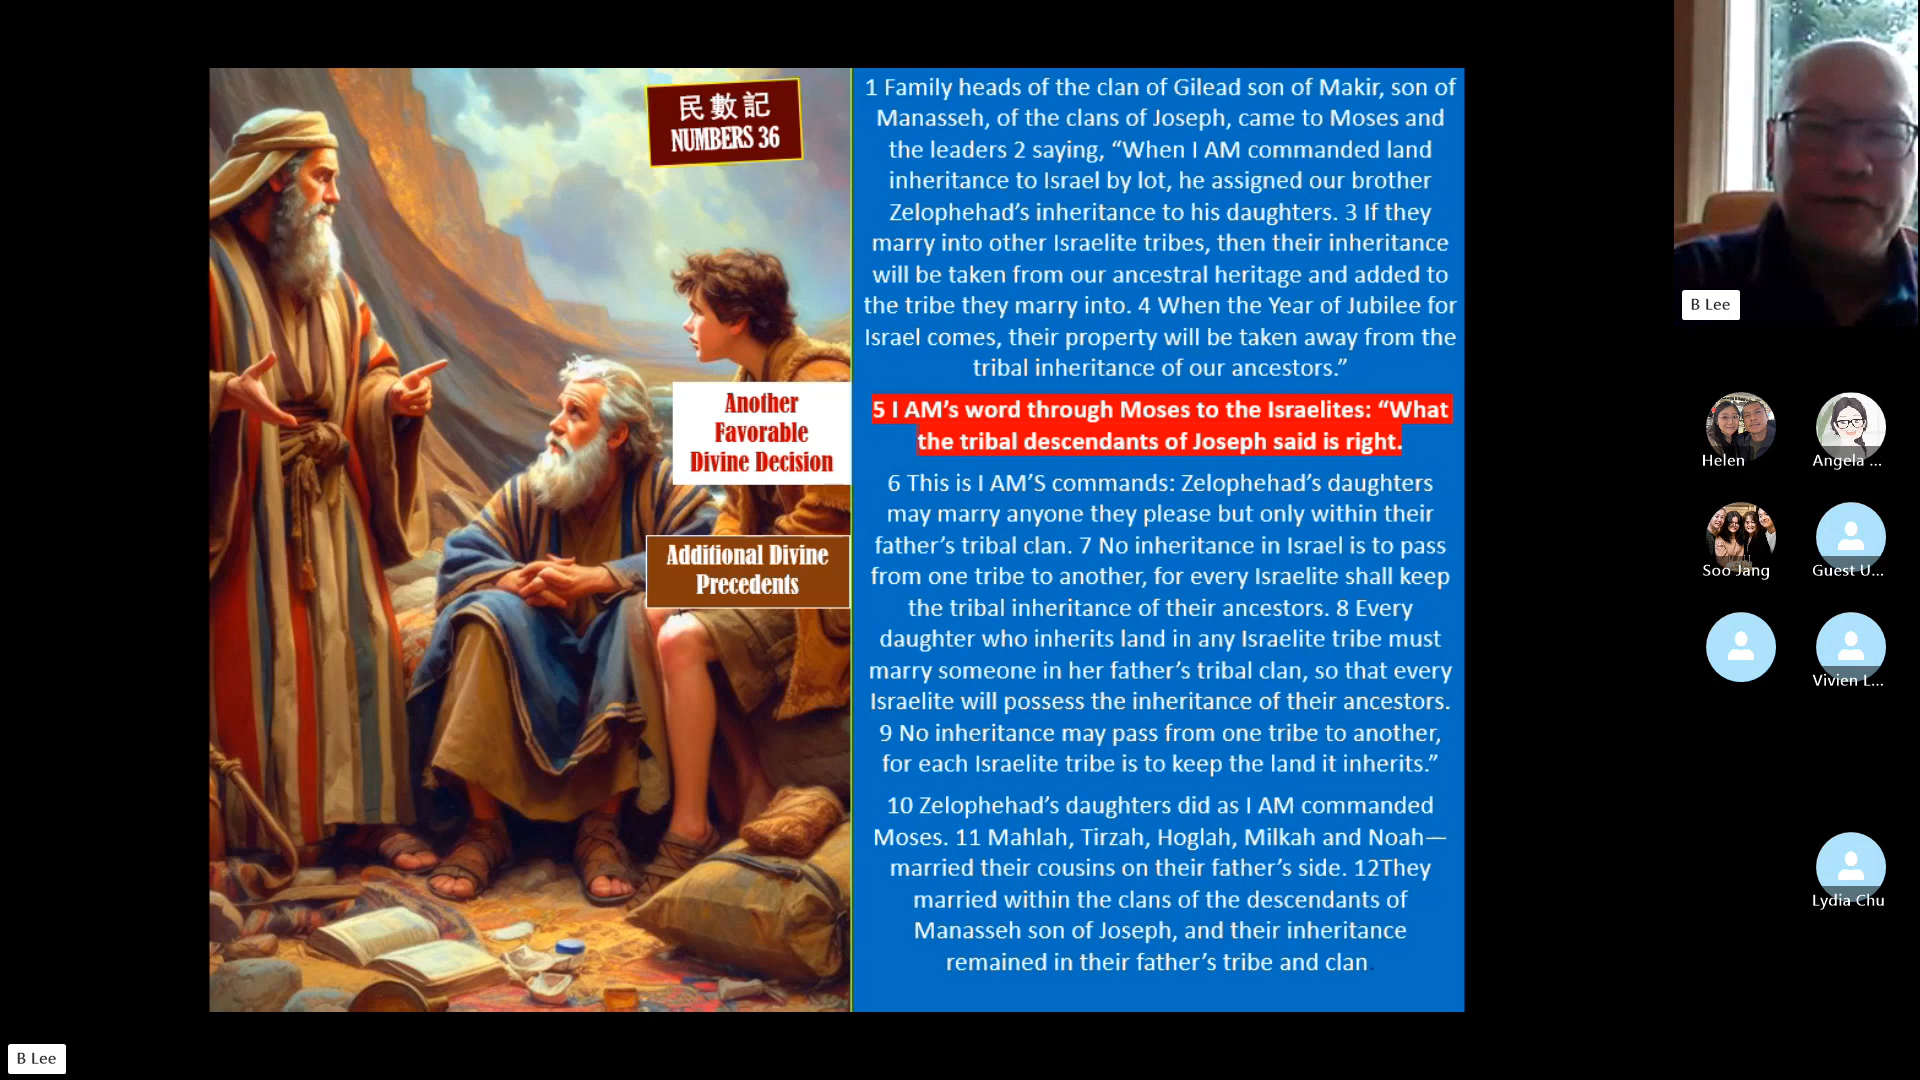 民數記
NUMBERS 36
Another
Favorable
Divine Decision
Additional Divine
Precedents
1 Family heads of the clan of Gilead son of Makir, son of
Manasseh, of the clans of Joseph, came to Moses and
the leaders 2 saying, “When I AM commanded land
inheritance to Israel by lot, he assigned our brother
Zelophehad’s inheritance to his daughters. 3 If they
marry into other Israelite tribes, then their inheritance
will be taken from our ancestral heritage and added to
the tribe they marry into. 4 When the Year of Jubilee for
Israel comes, their property will be taken away from the
tribal inheritance of our ancestors.”
5 I AM’s word through Moses to the Israelites: “What
the tribal descendants of Joseph said is right.
6 This is I AM’S commands: Zelophehad’s daughters
may marry anyone they please but only within their
father’s tribal clan. 7 No inheritance in Israel is to pass
from one tribe to another, for every Israelite shall keep
the tribal inheritance of their ancestors. 8 Every
daughter who inherits land in any Israelite tribe must
marry someone in her father’s tribal clan, so that every
Israelite will possess the inheritance of their ancestors.
9 No inheritance may pass from one tribe to another,
for each Israelite tribe is to keep the land it inherits.”
10 Zelophehad’s daughters did as I AM commanded
Moses. 11 Mahlah, Tirzah, Hoglah, Milkah and Noah—
married their cousins on their father’s side. 12They
married within the clans of the descendants of
Manasseh son of Joseph, and their inheritance
remained in their father’s tribe and clan.
B Lee
Helen
Angela ...
Soo Jang
Guest U...
Vivien L...
Lydia Chu
B Lee